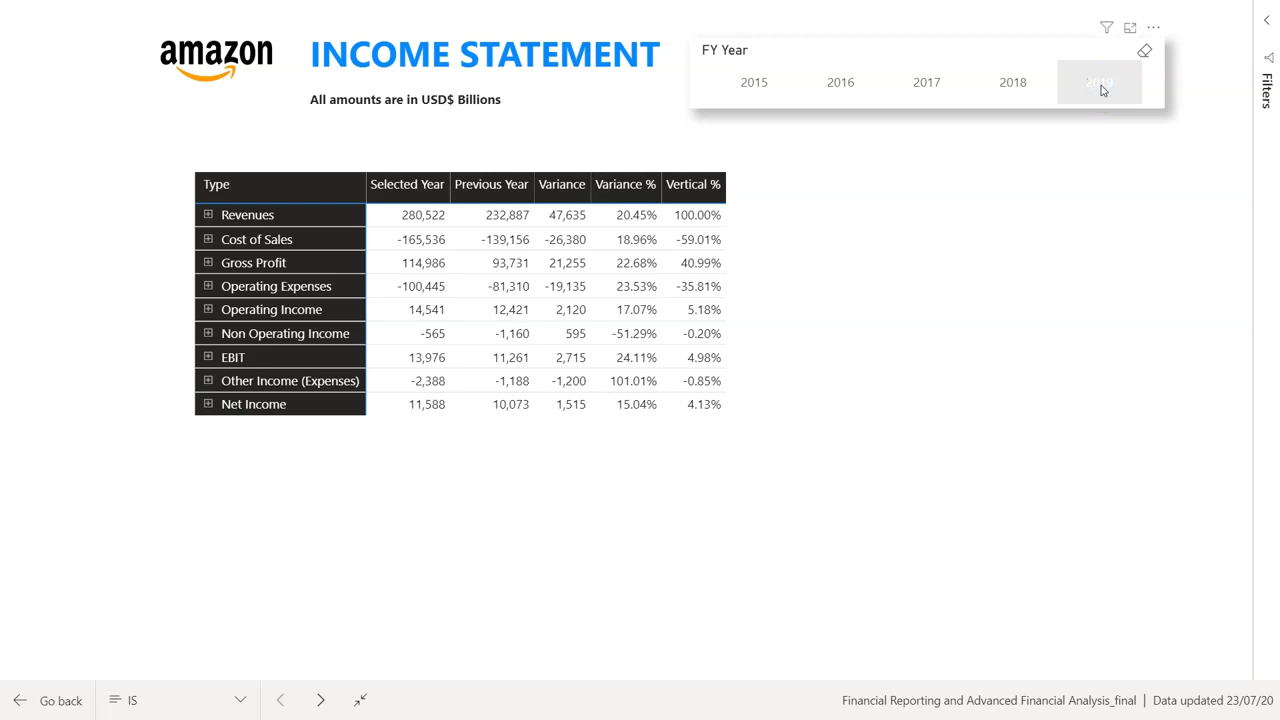 amazon
INCOME STATEMENT
All amounts are in USD$ Billions
FY Year
2015 2016 2017 2018 2019
Filters
Type Selected Year Previous Year Variance Variance % Vertical %
Revenues 280,522 232,887 47,635 20.45% 100.00%
Cost of Sales -165,536 -139,156 -26,380 18.96% -59.01%
Gross Profit 114,986 93,731 21,255 22.68% 40.99%
Operating Expenses -100,445 -81,310 -19,135 23.53% -35.81%
Operating Income 14,541 12,421 2,120 17.07% 5.18%
Non Operating Income -565 -1,160 595 -51.29% -0.20%
EBIT 13,976 11,261 2,715 24.11% 4.98%
Other Income (Expenses) -2,388 -1,188 -1,200 101.01% -0.85%
Net Income 11,588 10,073 1,515 15.04% 4.13%
Go back IS Financial Reporting and Advanced Financial Analysis_final | Data updated 23/07/20